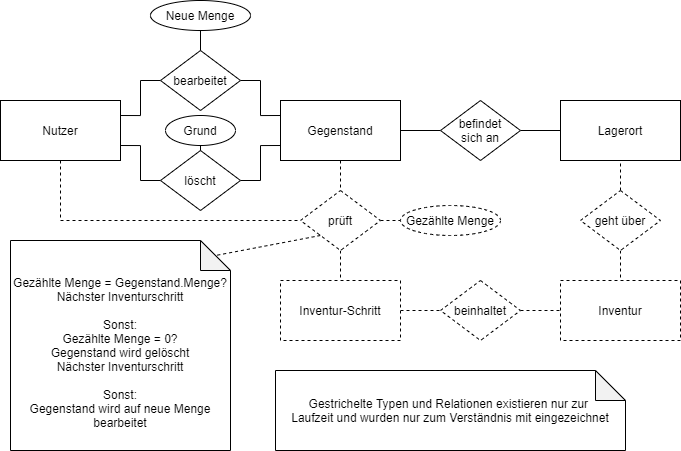 Neue Menge
bearbeitet
Nutzer
Grund
löscht
Gegenstand
befindet
sich an
Lagerort
prüft
Gezählte Menge
geht über
Inventur-Schritt
beinhaltet
Inventur
Gezählte Menge = Gegenstand.Menge?
Nächster Inventurschritt
Sonst:
Gezählte Menge = 0?
Gegenstand wird gelöscht
Nächster Inventurschritt
Sonst:
Gegenstand wird auf neue Menge
bearbeitet
Gestrichelte Typen und Relationen existieren nur zur
Laufzeit und wurden nur zum Verständnis mit eingezeichnet